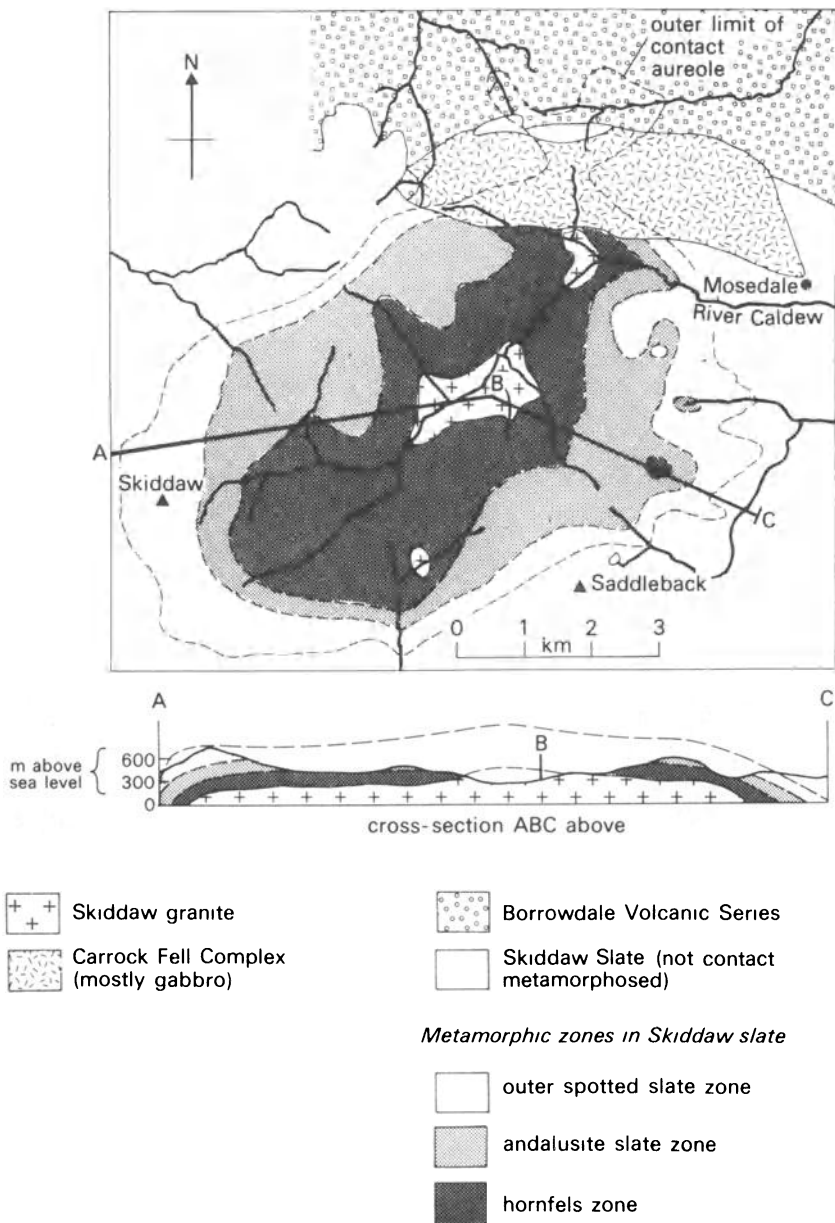 outer limit of
contact
aureole
N
Mosedale
River Caldew
B
A
Skiddaw
C
Saddleback
0 1 2 3
km
A
C
B
m above
sea level
600
300
0
cross-section ABC above
Skiddaw granite
Carrock Fell Complex
(mostly gabbro)
Borrowdale Volcanic Series
Skiddaw Slate (not contact
metamorphosed)
Metamorphic zones in Skiddaw slate
outer spotted slate zone
andalusite slate zone
hornfels zone